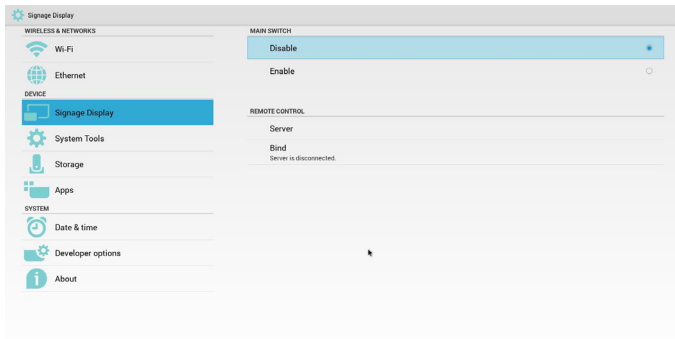 Signage Display
WIRELESS & NETWORKS
Wi-Fi
Ethernet
DEVICE
Signage Display
System Tools
Storage
Apps
SYSTEM
Date & time
Developer options
About
MAIN SWITCH
Disable
Enable
REMOTE CONTROL
Server
Bind
Server is disconnected.